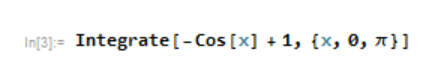 In[3]:= Integrate[-Cos[x] + 1, {x, 0, π}]